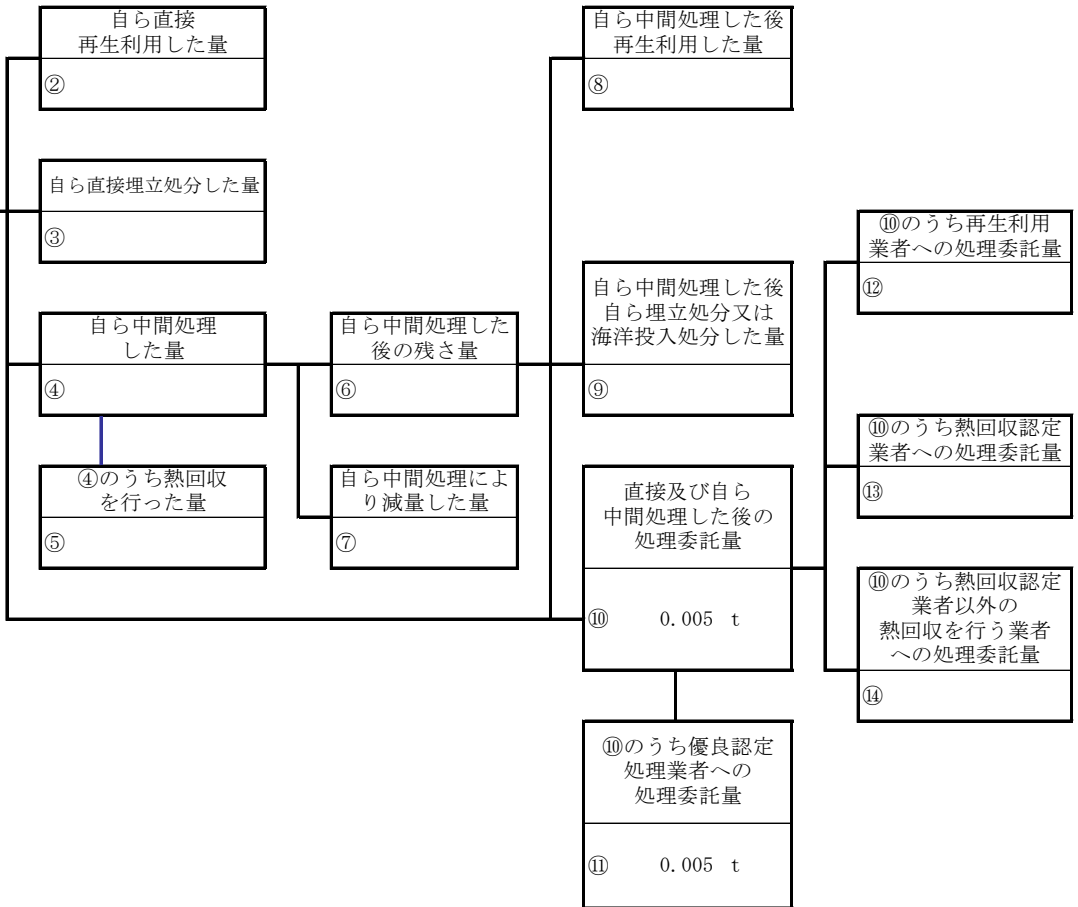 自ら直接
再生利用した量
②
自ら直接埋立処分した量
③
自ら中間処理
した量
④
④のうち熱回収
を行った量
⑤
自ら中間処理した
後の残さ量
⑥
自ら中間処理によ
り減量した量
⑦
自ら中間処理した後
再生利用した量
⑧
自ら中間処理した後
自ら埋立処分又は
海洋投入処分した量
⑨
直接及び自ら
中間処理した後の
処理委託量
⑩ 0.005 t
⑩のうち優良認定
処理業者への
処理委託量
⑪ 0.005 t
⑩のうち再生利用
業者への処理委託量
⑫
⑩のうち熱回収認定
業者への処理委託量
⑬
⑩のうち熱回収認定
業者以外の
熱回収を行う業者
への処理委託量
⑭